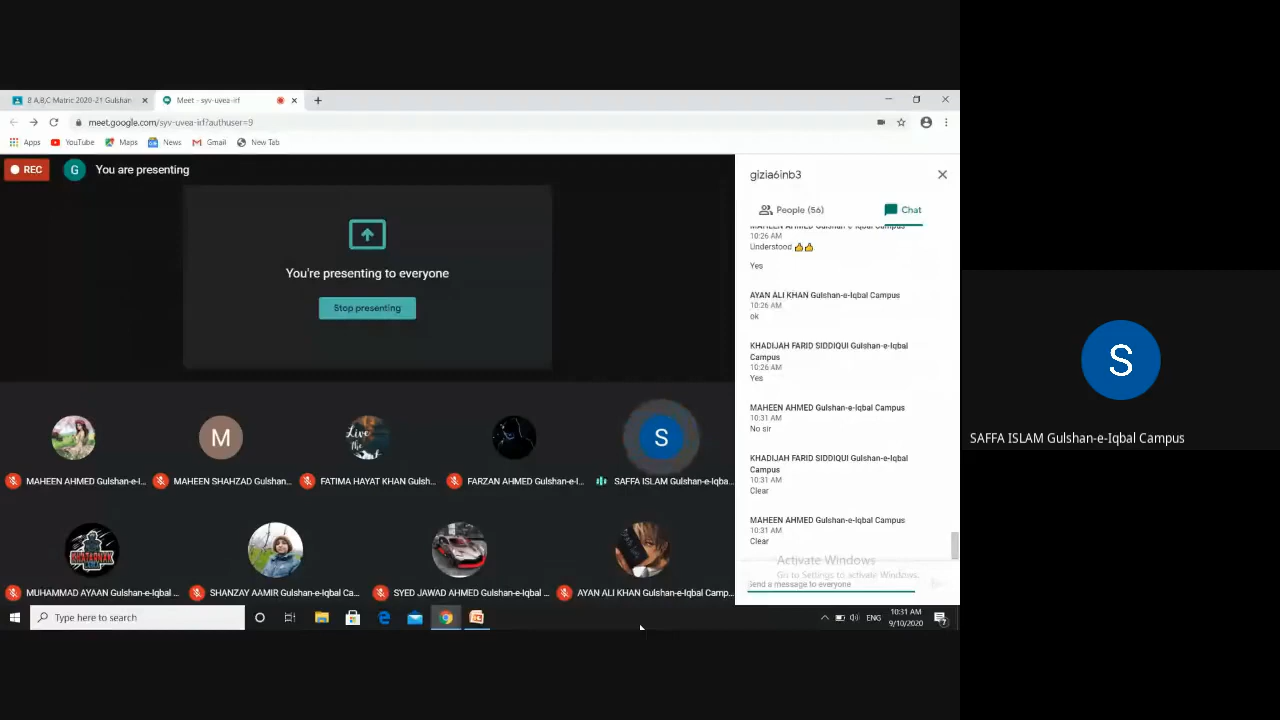 8 A,B,C Matric 2020-21 Gulshan
Meet - syv-uvea-irf
meet.google.com/syv-uvea-irf?authuser=9
Apps YouTube Maps News Gmail New Tab
REC G You are presenting
gizia6inb3
People (56) Chat
MAHEEN AHMED Gulshan-e-Iqbal Campus
10:26 AM
Understood 👍👍
Yes
AYAN ALI KHAN Gulshan-e-Iqbal Campus
10:26 AM
ok
KHADIJAH FARID SIDDIQUI Gulshan-e-Iqbal
Campus
10:26 AM
Yes
MAHEEN AHMED Gulshan-e-Iqbal Campus
10:31 AM
No sir
KHADIJAH FARID SIDDIQUI Gulshan-e-Iqbal
Campus
10:31 AM
Clear
MAHEEN AHMED Gulshan-e-Iqbal Campus
10:31 AM
Clear
Activate Windows
Go to Settings to activate Windows.
Send a message to everyone
You're presenting to everyone
Stop presenting
M
Live
S
MAHEEN AHMED Gulshan-e-I...
MAHEEN SHAHZAD Gulshan...
FATIMA HAYAT KHAN Gulsh...
FARZAN AHMED Gulshan-e-I...
SAFFA ISLAM Gulshan-e-Iqba...
MUHAMMAD AYAAN Gulshan-e-Iqbal ...
SHANZAY AAMIR Gulshan-e-Iqbal Ca...
SYED JAWAD AHMED Gulshan-e-Iqbal ...
AYAN ALI KHAN Gulshan-e-Iqbal Camp...
Type here to search
ENG
10:31 AM
9/10/2020
7
S
SAFFA ISLAM Gulshan-e-Iqbal Campus